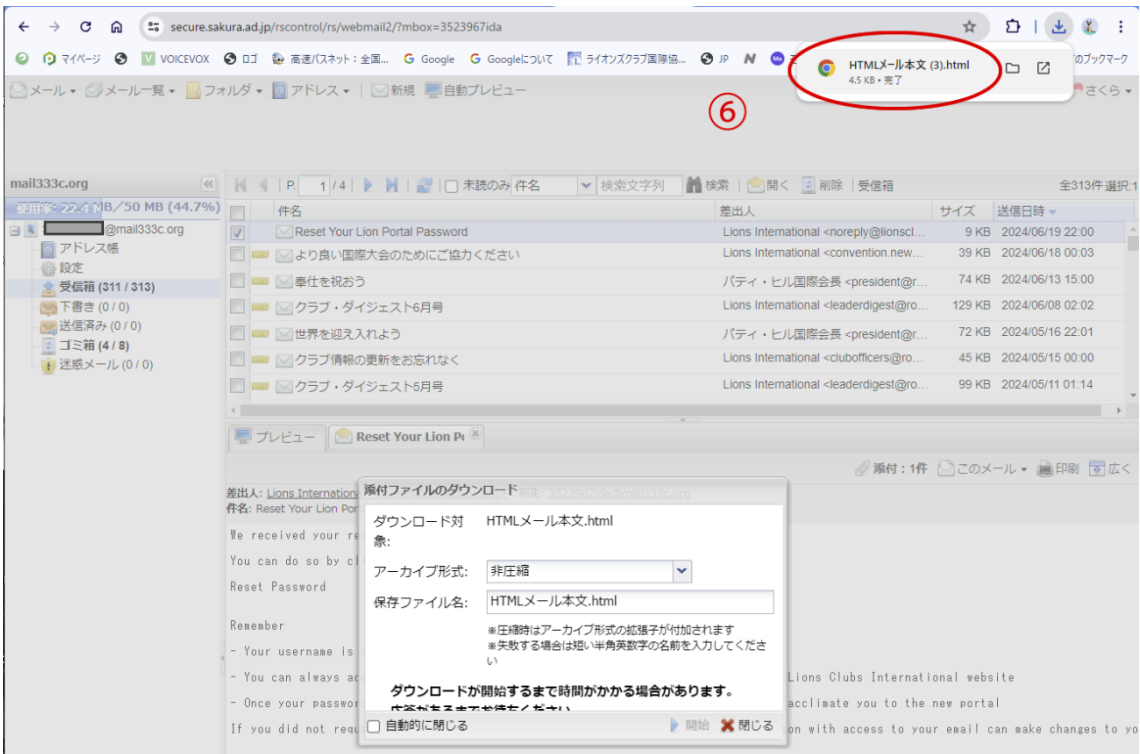 secure.sakura.ad.jp/rscontrol/rs/webmail2/?mbox=3523967ida
マイページ VOICEVOX ロゴ 高速バスネット：全国... Google Googleについて ライオンズクラブ国際協... JP
のブックマーク
HTMLメール本文 (3).html
4.5 KB • 完了
⑥
メール メール一覧 フォルダ アドレス 新規 自動プレビュー さくら
mail333c.org
P. 1 / 4 未読のみ 件名 検索文字列 検索 開く 削除 受信箱 全313件 選択:1
使用率: 22.4 MB／50 MB (44.7%)
件名 差出人 サイズ 送信日時
@mail333c.org
アドレス帳
設定
受信箱 (311 / 313)
下書き (0 / 0)
送信済み (0 / 0)
ゴミ箱 (4 / 8)
迷惑メール (0 / 0)
Reset Your Lion Portal Password Lions International <noreply@lionscl... 9 KB 2024/06/19 22:00
より良い国際大会のためにご協力ください Lions International <convention.new... 39 KB 2024/06/18 00:03
奉仕を祝おう パティ・ヒル国際会長 <president@r... 74 KB 2024/06/13 15:00
クラブ・ダイジェスト6月号 Lions International <leaderdigest@ro... 129 KB 2024/06/08 02:02
世界を迎え入れよう パティ・ヒル国際会長 <president@r... 72 KB 2024/05/16 22:01
クラブ情報の更新をお忘れなく Lions International <clubofficers@ro... 45 KB 2024/05/15 00:00
クラブ・ダイジェスト5月号 Lions International <leaderdigest@ro... 99 KB 2024/05/11 01:14
プレビュー Reset Your Lion Po
添付：1件 このメール 印刷 広く
差出人: Lions International 宛先: 3523967ida@mail333c.org
件名: Reset Your Lion Por
We received your re
You can do so by cl
Reset Password
Remember
- Your username is
- You can always ac Lions Clubs International website
- Once your passwor acclimate you to the new portal
If you did not requ on with access to your email can make changes to yo
添付ファイルのダウンロード
ダウンロード対象: HTMLメール本文.html
アーカイブ形式: 非圧縮
保存ファイル名: HTMLメール本文.html
※圧縮時はアーカイブ形式の拡張子が付加されます
※失敗する場合は短い半角英数字の名前を入力してください
ダウンロードが開始するまで時間がかかる場合があります。
応答があるまでお待ちください
自動的に閉じる 開始 閉じる